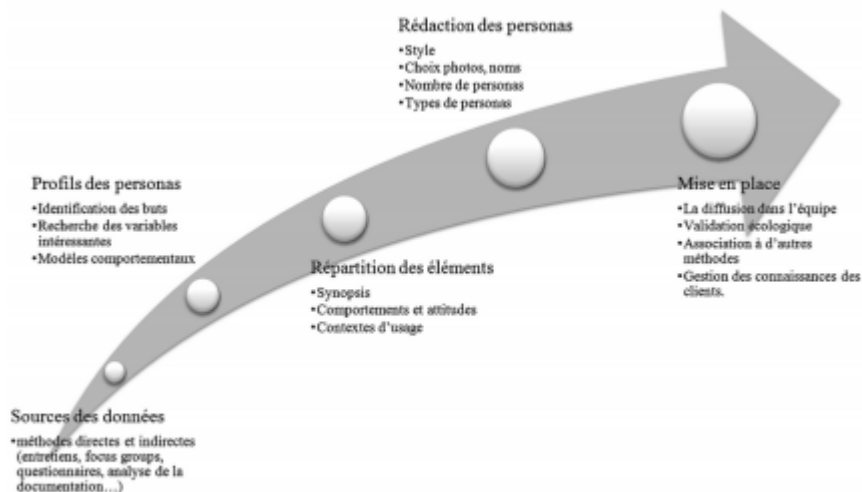 Rédaction des personas
•Style
•Choix photos, noms
•Nombre de personas
•Types de personas
Profils des personas
•Identification des buts
•Recherche des variables
intéressantes
•Modèles comportementaux
Mise en place
•La diffusion dans l'équipe
•Validation écologique
•Association à d'autres
méthodes
•Gestion des connaissances des
clients.
Répartition des éléments
•Synopsis
•Comportements et attitudes
•Contextes d'usage
Sources des données
•méthodes directes et indirectes
(entretiens, focus groups,
questionnaires, analyse de la
documentation…)